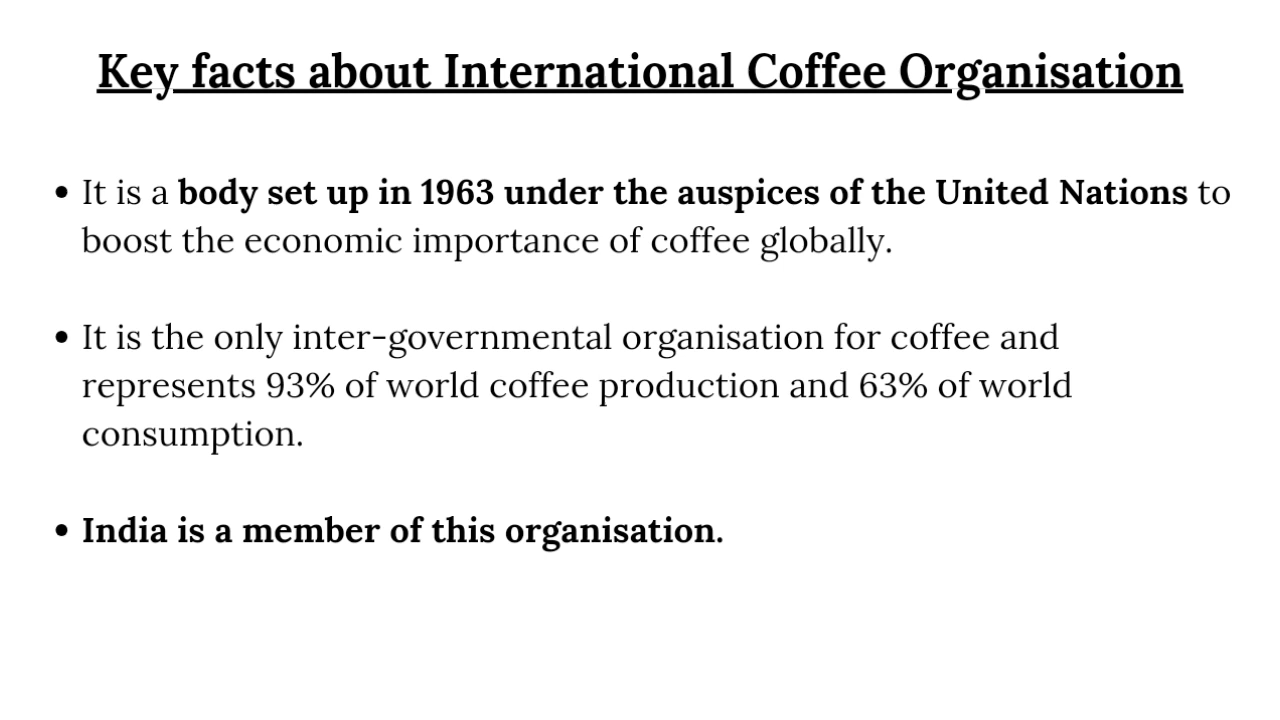 Key facts about International Coffee Organisation
• It is a body set up in 1963 under the auspices of the United Nations to
boost the economic importance of coffee globally.
• It is the only inter-governmental organisation for coffee and
represents 93% of world coffee production and 63% of world
consumption.
• India is a member of this organisation.